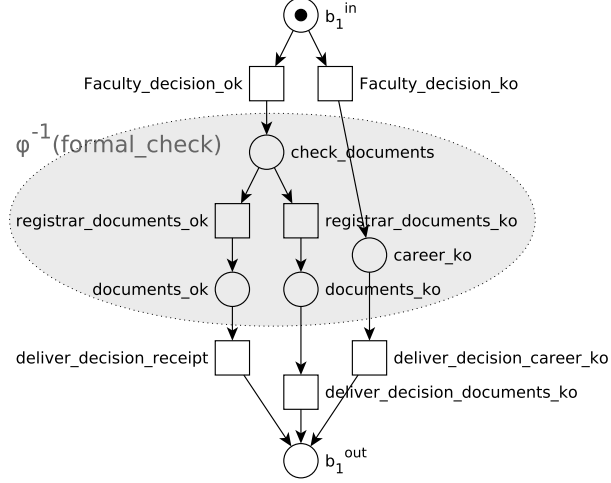 b₁ⁱⁿ
Faculty_decision_ok
Faculty_decision_ko
φ⁻¹(formal_check)
check_documents
registrar_documents_ok
registrar_documents_ko
career_ko
documents_ok
documents_ko
deliver_decision_receipt
deliver_decision_career_ko
deliver_decision_documents_ko
b₁ᵒᵘᵗ